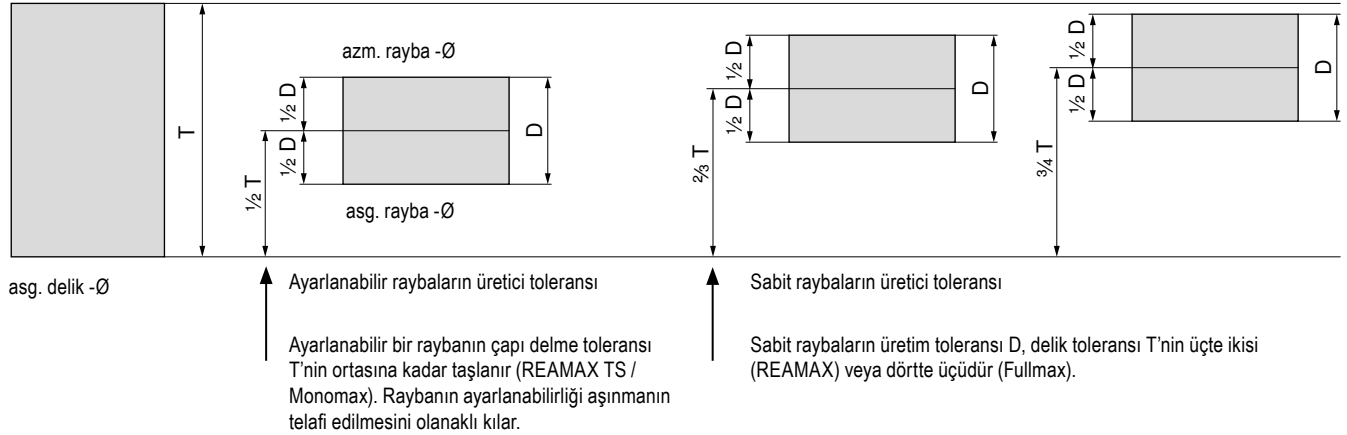 T
azm. rayba -Ø
½ D
½ D
D
½ T
asg. rayba -Ø
½ D
½ D
D
⅔ T
½ D
½ D
D
¾ T
asg. delik -Ø
Ayarlanabilir raybaların üretici toleransı
Ayarlanabilir bir raybanın çapı delme toleransı
T’nin ortasına kadar taşlanır (REAMAX TS /
Monomax). Raybanın ayarlanabilirliği aşınmanın
telafi edilmesini olanaklı kılar.
Sabit raybaların üretici toleransı
Sabit raybaların üretim toleransı D, delik toleransı T’nin üçte ikisi
(REAMAX) veya dörtte üçüdür (Fullmax).